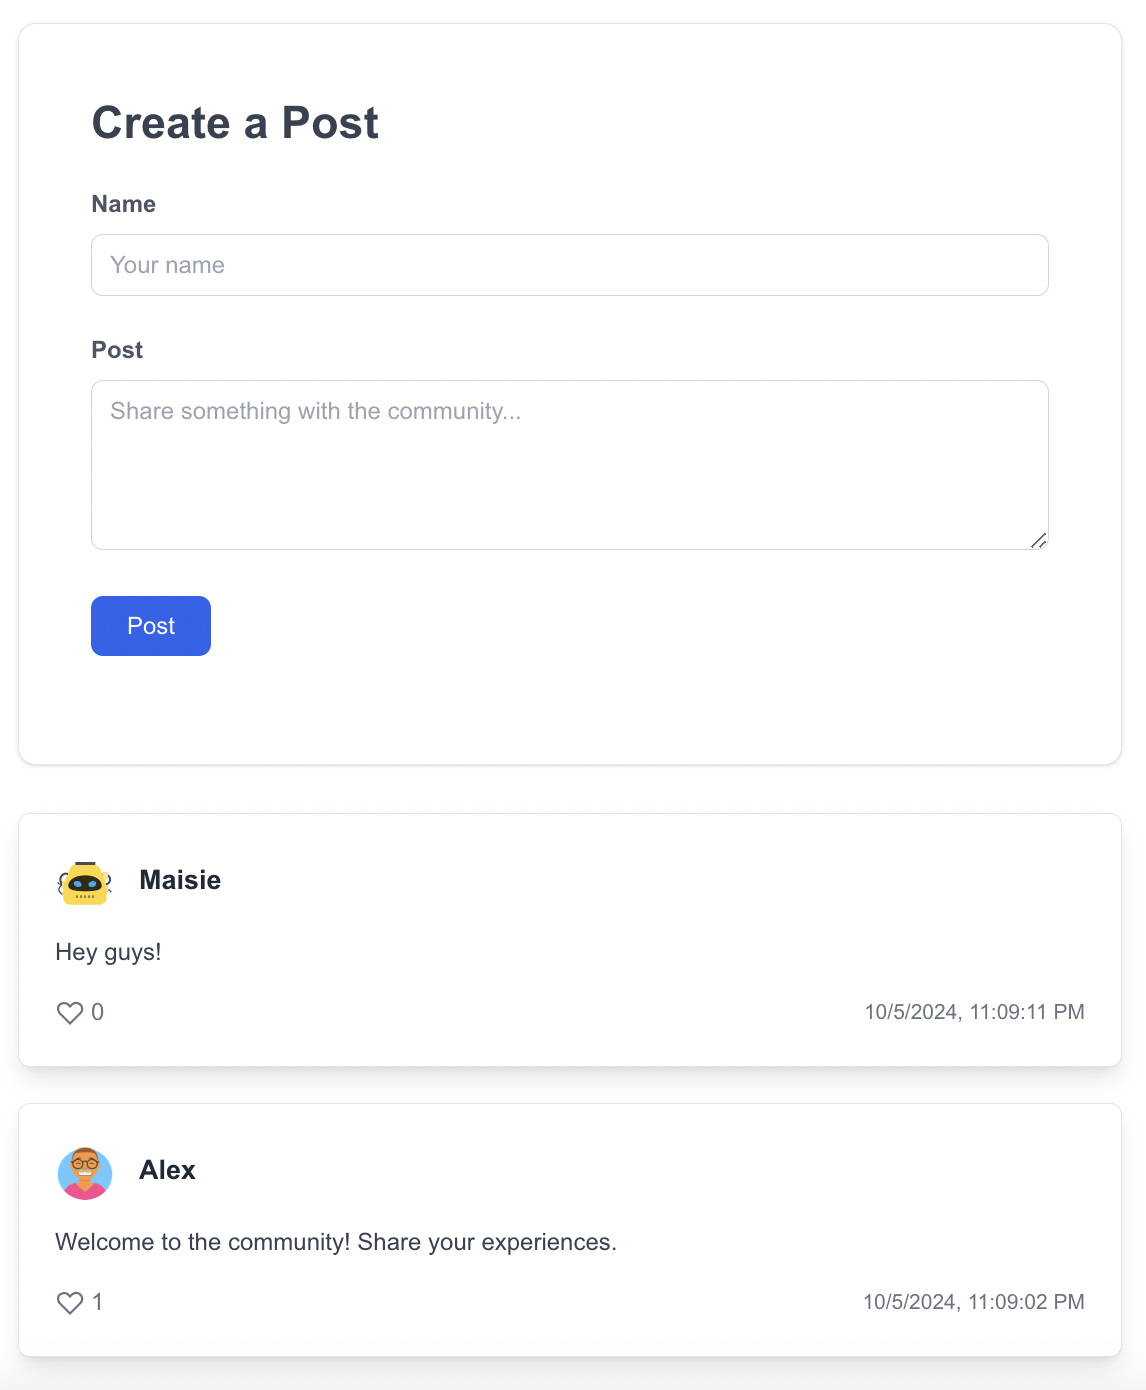 Create a Post
Name
Your name
Post
Share something with the community...
Post
Maisie
Hey guys!
0 10/5/2024, 11:09:11 PM
Alex
Welcome to the community! Share your experiences.
1 10/5/2024, 11:09:02 PM